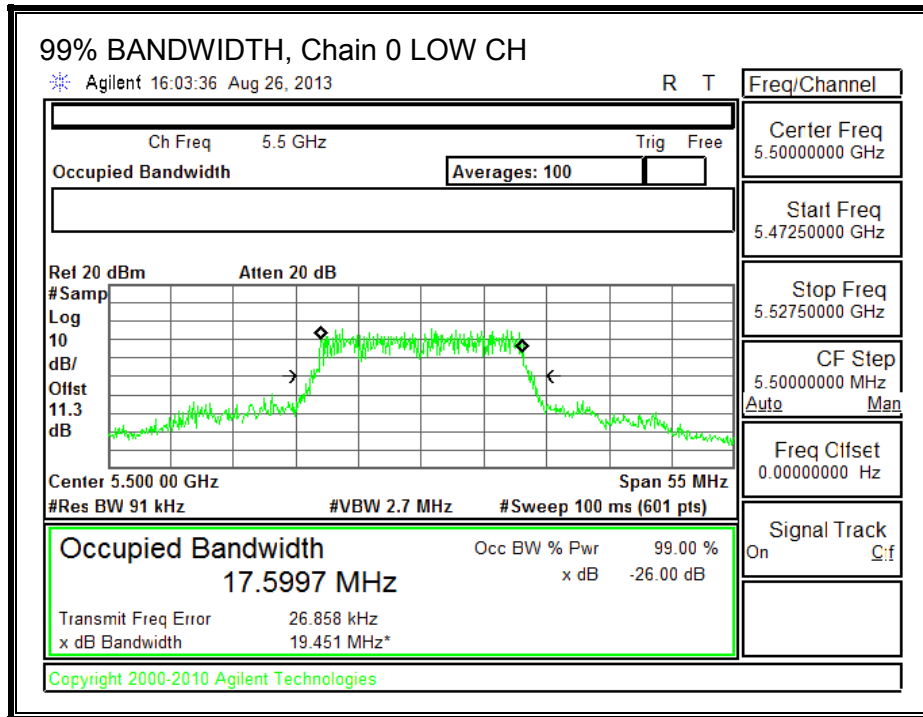 99% BANDWIDTH, Chain 0 LOW CH
Agilent 16:03:36 Aug 26, 2013 R T
Ch Freq 5.5 GHz Trig Free
Occupied Bandwidth Averages: 100
Ref 20 dBm Atten 20 dB
#Samp
Log
10
dB/
Offst
11.3
dB
Center 5.500 00 GHz Span 55 MHz
#Res BW 91 kHz #VBW 2.7 MHz #Sweep 100 ms (601 pts)
Occupied Bandwidth Occ BW % Pwr 99.00 %
17.5997 MHz x dB -26.00 dB
Transmit Freq Error 26.858 kHz
x dB Bandwidth 19.451 MHz*
Copyright 2000-2010 Agilent Technologies
Freq/Channel
Center Freq
5.50000000 GHz
Start Freq
5.47250000 GHz
Stop Freq
5.52750000 GHz
CF Step
5.50000000 MHz
Auto Man
Freq Offset
0.00000000 Hz
Signal Track
On Off